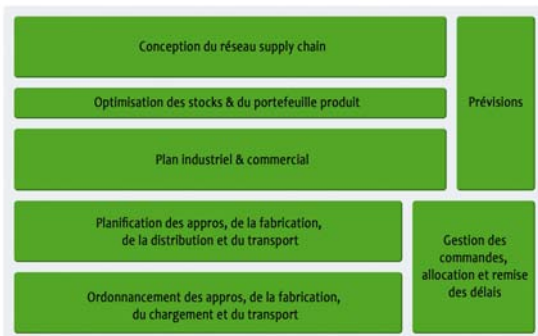 Conception du réseau supply chain
Optimisation des stocks & du portefeuille produit
Prévisions
Plan industriel & commercial
Planification des appros, de la fabrication,
de la distribution et du transport
Gestion des
commandes,
allocation et remise
des délais
Ordonnancement des appros, de la fabrication,
du chargement et du transport